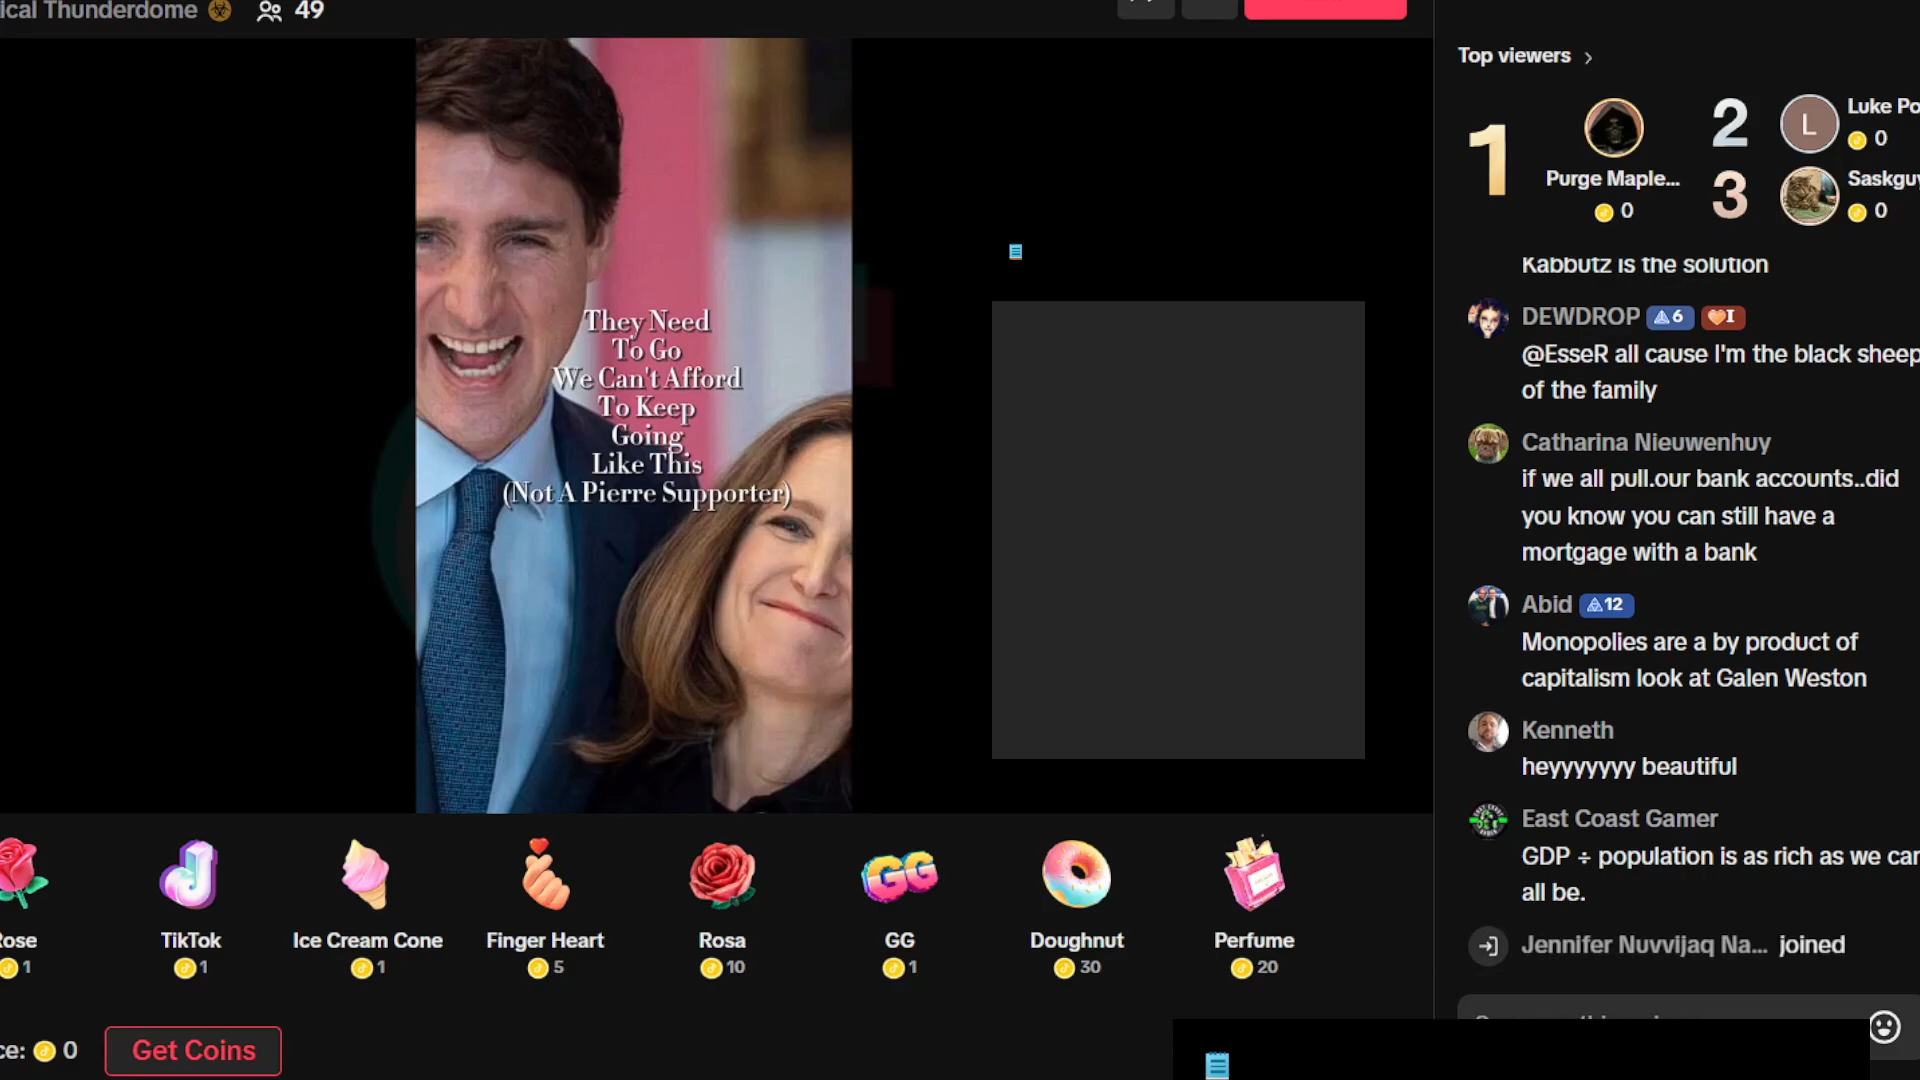 ical Thunderdome
49
They Need
To Go
We Can't Afford
To Keep
Going
Like This
(Not A Pierre Supporter)
Top viewers
1
Purge Maple...
0
2
Luke Po
0
3
Saskguy
0
L
Kabbutz is the solution
DEWDROP 6 I
@EsseR all cause I'm the black sheep
of the family
Catharina Nieuwenhuy
if we all pull.our bank accounts..did
you know you can still have a
mortgage with a bank
Abid 12
Monopolies are a by product of
capitalism look at Galen Weston
Kenneth
heyyyyyyy beautiful
East Coast Gamer
GDP ÷ population is as rich as we can
all be.
Jennifer Nuvvijaq Na... joined
GG
Rose
1
TikTok
1
Ice Cream Cone
1
Finger Heart
5
Rosa
10
GG
1
Doughnut
30
Perfume
20
ce: 0
Get Coins